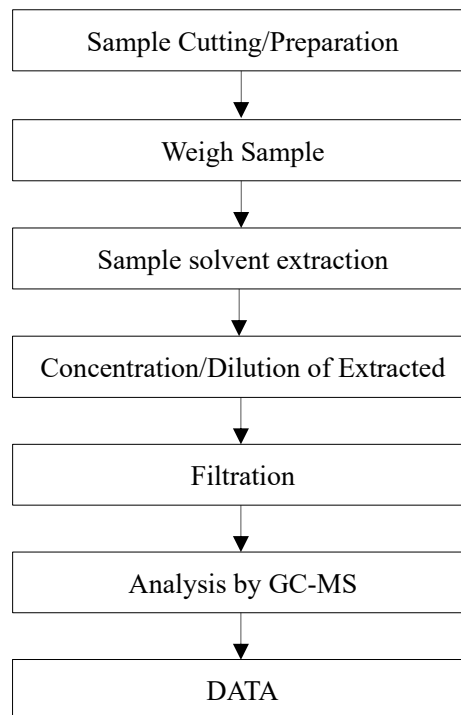 Sample Cutting/Preparation
Weigh Sample
Sample solvent extraction
Concentration/Dilution of Extracted
Filtration
Analysis by GC-MS
DATA